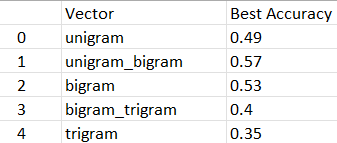 Vector Best Accuracy
0 unigram 0.49
1 unigram_bigram 0.57
2 bigram 0.53
3 bigram_trigram 0.4
4 trigram 0.35